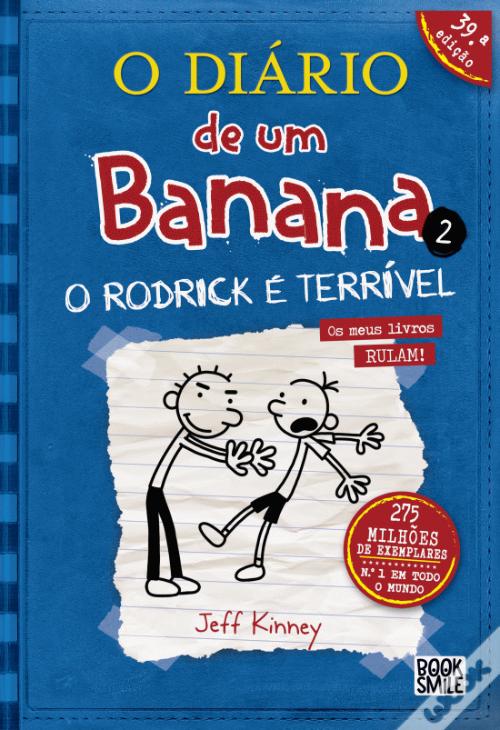 39.ª
edição
O DIÁRIO
de um
Banana
2
O RODRICK É TERRÍVEL
Os meus livros
RULAM!
275
MILHÕES
DE EXEMPLARES
N.º 1 EM TODO
O MUNDO
Jeff Kinney
BOOK
SMILE
wook